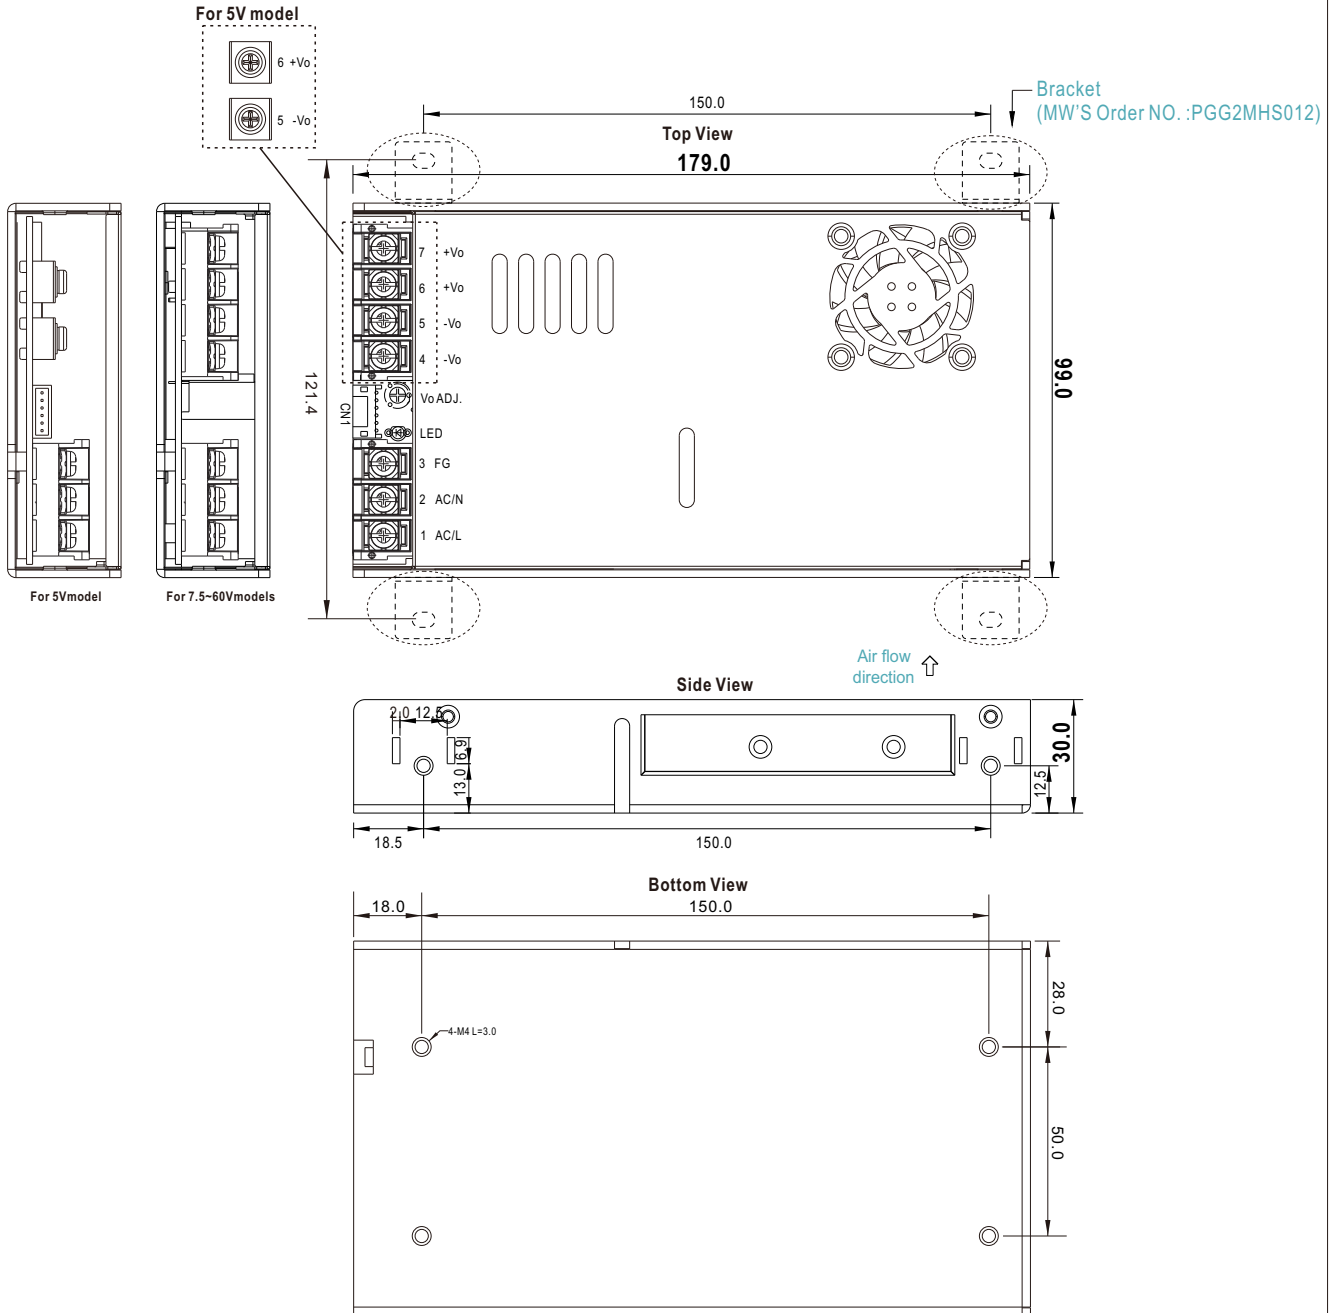 For 5V model
6 +Vo
5 -Vo
150.0
Bracket
(MW'S Order NO. :PGG2MHS012)
Top View
179.0
7 +Vo
6 +Vo
5 -Vo
4 -Vo
Vo ADJ.
CN1
LED
3 FG
2 AC/N
1 AC/L
121.4
99.0
For 5Vmodel
For 7.5~60Vmodels
Air flow
direction
Side View
2.0 12.5
6.9
13.0
30.0
12.5
18.5
150.0
Bottom View
18.0
150.0
28.0
4-M4 L=3.0
50.0